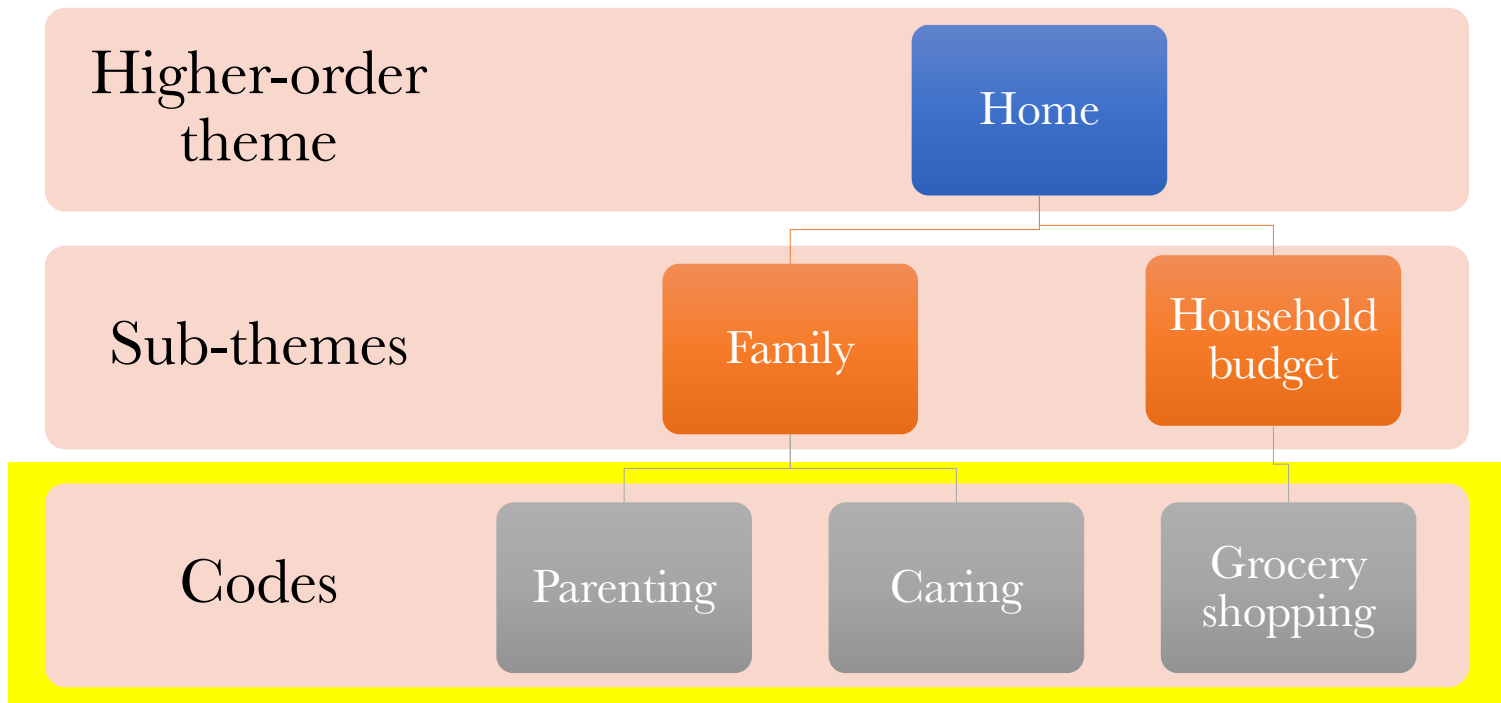 Higher-order
theme
Home
Sub-themes
Family
Household
budget
Codes
Parenting
Caring
Grocery
shopping